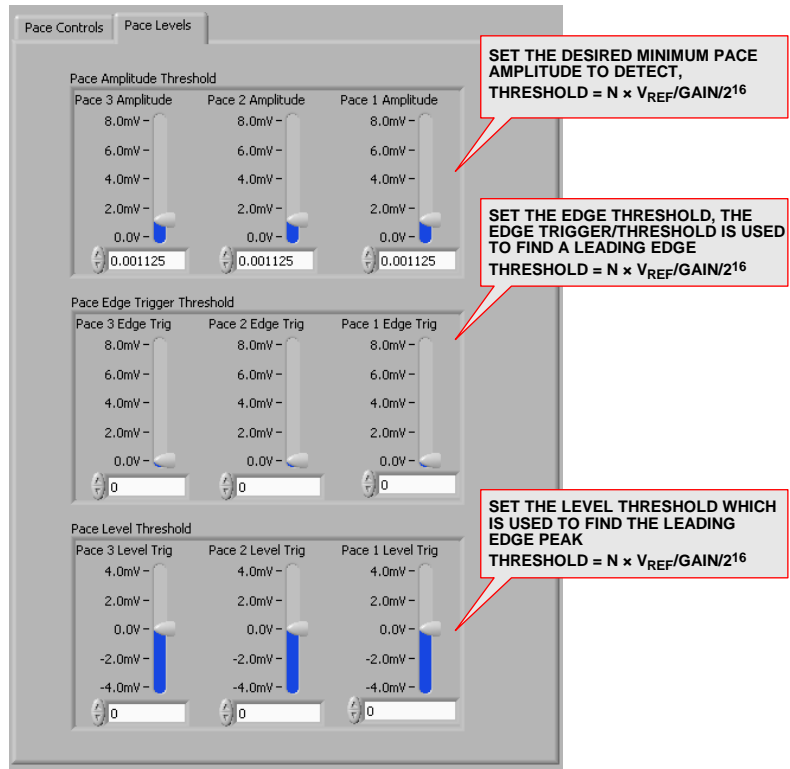 Pace Controls Pace Levels
SET THE DESIRED MINIMUM PACE
AMPLITUDE TO DETECT,
THRESHOLD = N × VREF/GAIN/2¹⁶
Pace Amplitude Threshold
Pace 3 Amplitude Pace 2 Amplitude Pace 1 Amplitude
8.0mV 8.0mV 8.0mV
6.0mV 6.0mV 6.0mV
4.0mV 4.0mV 4.0mV
2.0mV 2.0mV 2.0mV
0.0V 0.0V 0.0V
0.001125 0.001125 0.001125
SET THE EDGE THRESHOLD, THE
EDGE TRIGGER/THRESHOLD IS USED
TO FIND A LEADING EDGE
THRESHOLD = N × VREF/GAIN/2¹⁶
Pace Edge Trigger Threshold
Pace 3 Edge Trig Pace 2 Edge Trig Pace 1 Edge Trig
8.0mV 8.0mV 8.0mV
6.0mV 6.0mV 6.0mV
4.0mV 4.0mV 4.0mV
2.0mV 2.0mV 2.0mV
0.0V 0.0V 0.0V
0 0 0
SET THE LEVEL THRESHOLD WHICH
IS USED TO FIND THE LEADING
EDGE PEAK
THRESHOLD = N × VREF/GAIN/2¹⁶
Pace Level Threshold
Pace 3 Level Trig Pace 2 Level Trig Pace 1 Level Trig
4.0mV 4.0mV 4.0mV
2.0mV 2.0mV 2.0mV
0.0V 0.0V 0.0V
-2.0mV -2.0mV -2.0mV
-4.0mV -4.0mV -4.0mV
0 0 0